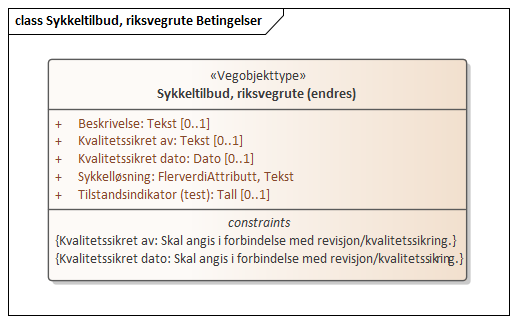 class Sykkeltilbud, riksvegrute Betingelser
«Vegobjekttype»
Sykkeltilbud, riksvegrute (endres)
+ Beskrivelse: Tekst [0..1]
+ Kvalitetssikret av: Tekst [0..1]
+ Kvalitetssikret dato: Dato [0..1]
+ Sykkelløsning: FlerverdiAttributt, Tekst
+ Tilstandsindikator (test): Tall [0..1]
constraints
{Kvalitetssikret av: Skal angis i forbindelse med revisjon/kvalitetssikring.}
{Kvalitetssikret dato: Skal angis i forbindelse med revisjon/kvalitetssikring.}